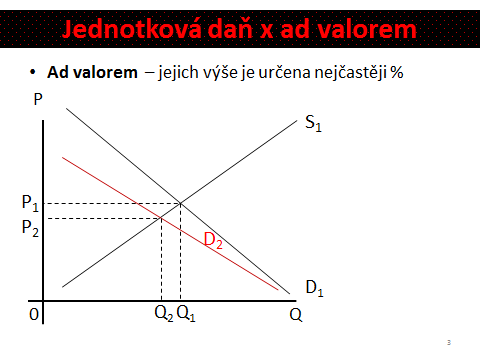 Jednotková daň x ad valorem
• Ad valorem – jejich výše je určena nejčastěji %
P
S1
P1
P2
D2
D1
0
Q2 Q1
Q
3